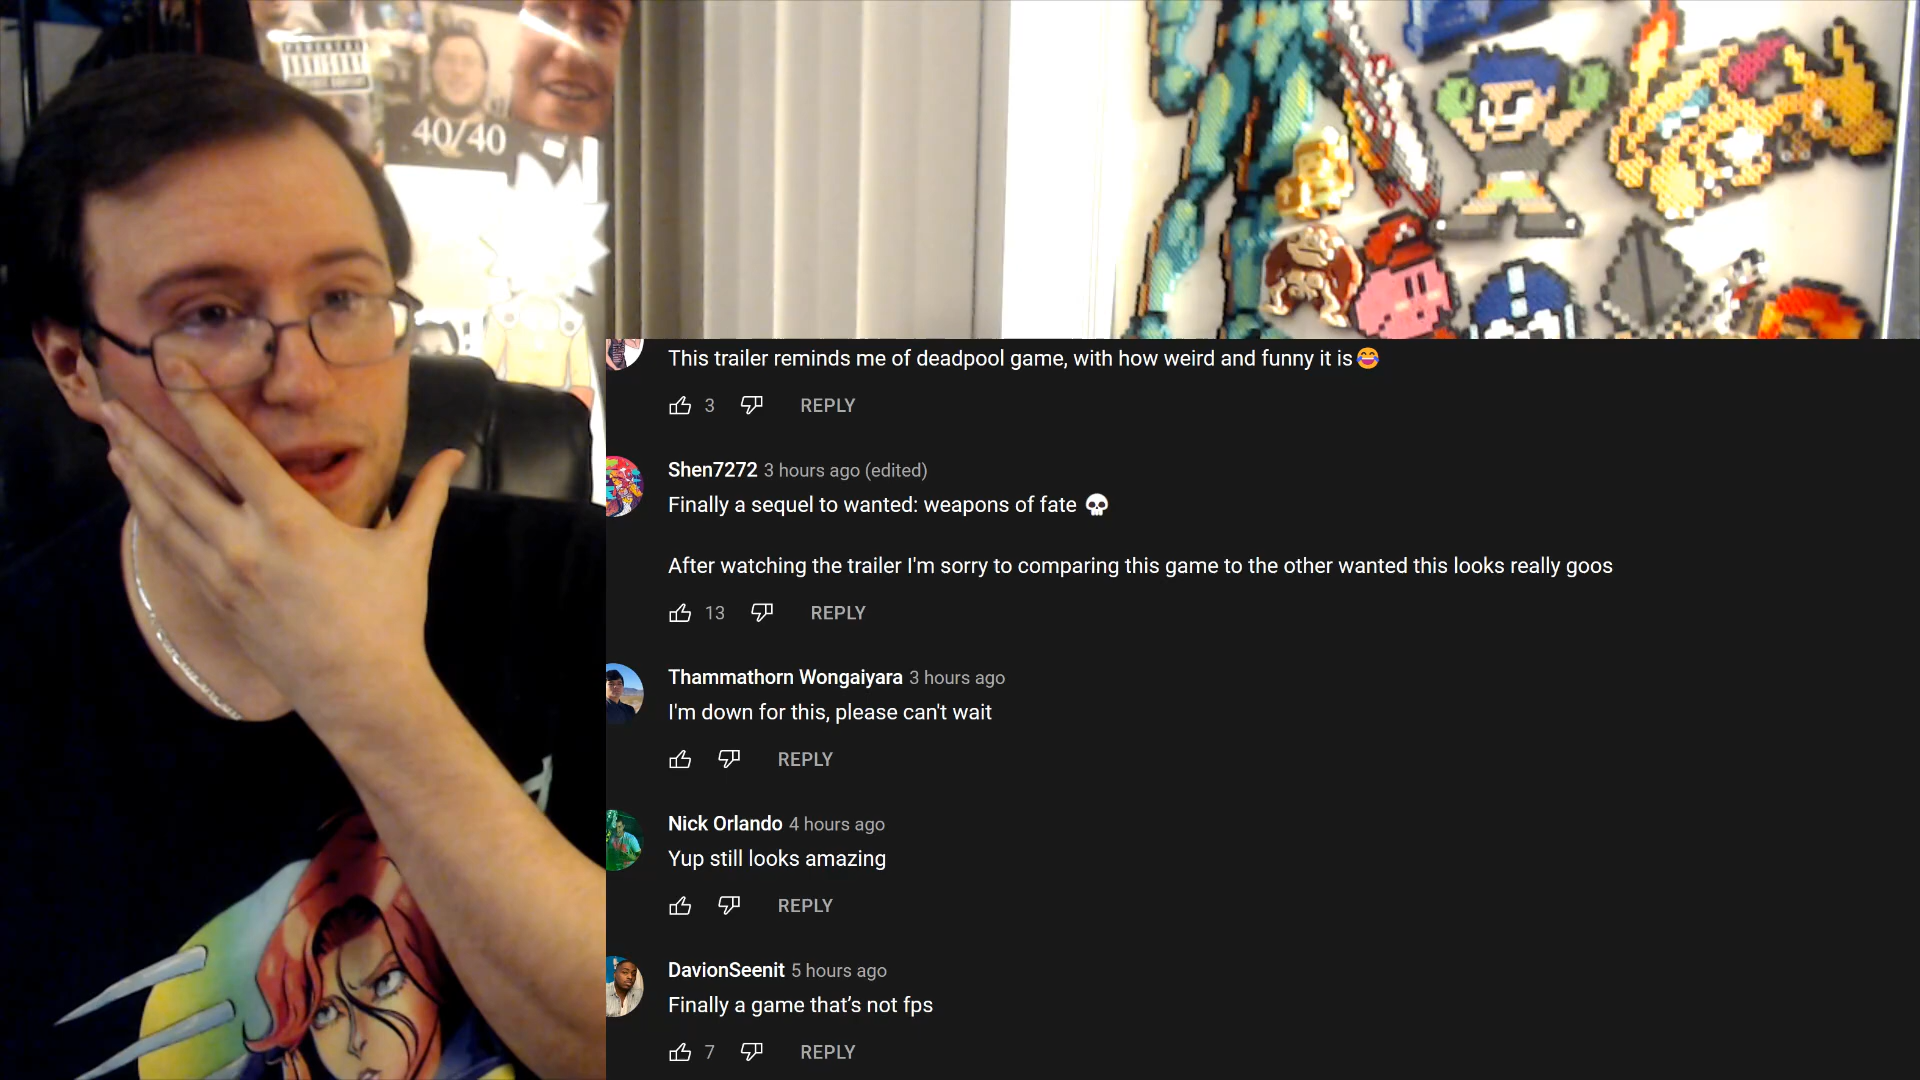 PARENTAL
ADVISORY
40/40
This trailer reminds me of deadpool game, with how weird and funny it is😂
3 REPLY
Shen7272 3 hours ago (edited)
Finally a sequel to wanted: weapons of fate 💀
After watching the trailer I'm sorry to comparing this game to the other wanted this looks really goos
13 REPLY
Thammathorn Wongaiyara 3 hours ago
I'm down for this, please can't wait
REPLY
Nick Orlando 4 hours ago
Yup still looks amazing
REPLY
DavionSeenit 5 hours ago
Finally a game that’s not fps
7 REPLY